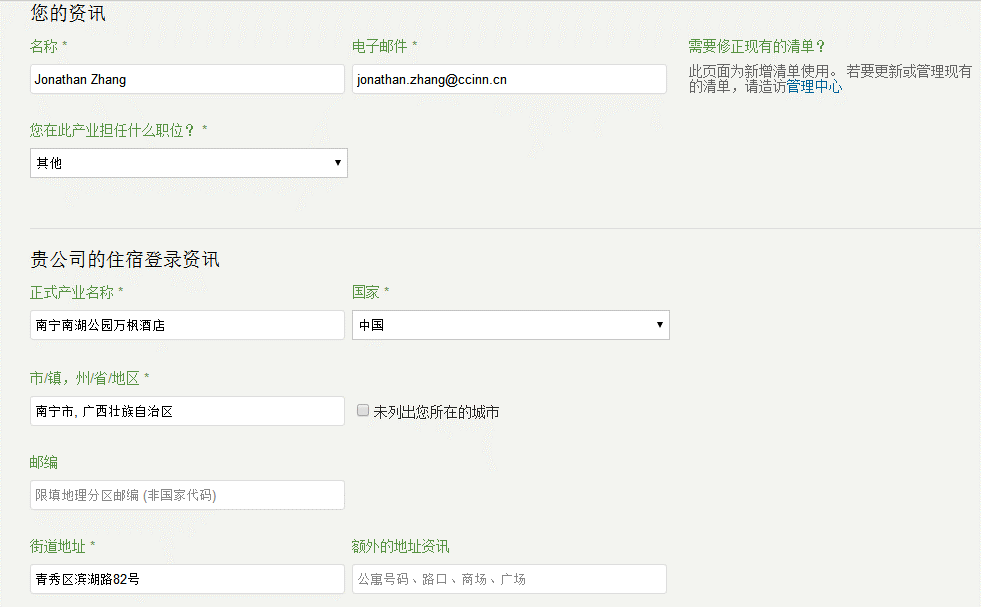 您的资讯
名称 * 电子邮件 * 需要修正现有的清单？
Jonathan Zhang jonathan.zhang@ccinn.cn 此页面为新增清单使用。 若要更新或管理现有
的清单，请造访管理中心
您在此产业担任什么职位？ *
其他
贵公司的住宿登录资讯
正式产业名称 * 国家 *
南宁南湖公园万枫酒店 中国
市/镇，州/省/地区 *
南宁市, 广西壮族自治区 未列出您所在的城市
邮编
限填地理分区邮编 (非国家代码)
街道地址 * 额外的地址资讯
青秀区滨湖路82号 公寓号码、路口、商场、广场